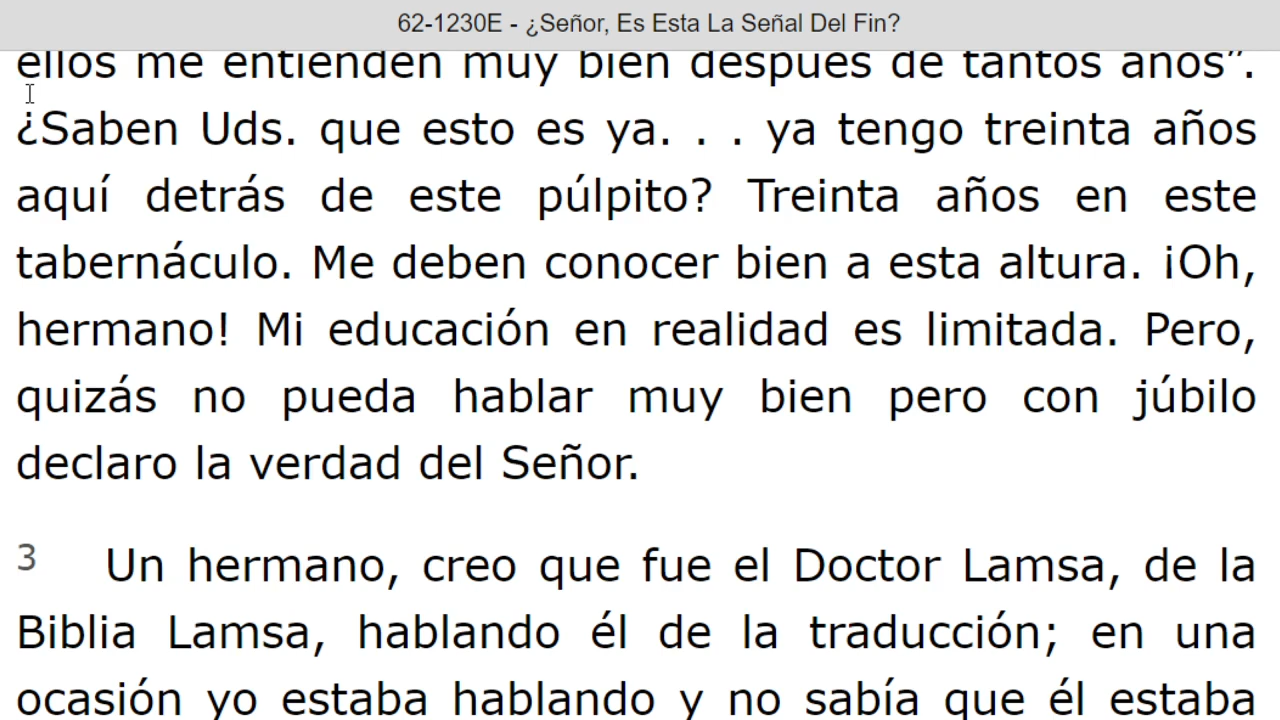 62-1230E - ¿Señor, Es Esta La Señal Del Fin?
ellos me entienden muy bien después de tantos años”.
¿Saben Uds. que esto es ya. . . ya tengo treinta años
aquí detrás de este púlpito? Treinta años en este
tabernáculo. Me deben conocer bien a esta altura. ¡Oh,
hermano! Mi educación en realidad es limitada. Pero,
quizás no pueda hablar muy bien pero con júbilo
declaro la verdad del Señor.
3 Un hermano, creo que fue el Doctor Lamsa, de la
Biblia Lamsa, hablando él de la traducción; en una
ocasión yo estaba hablando y no sabía que él estaba